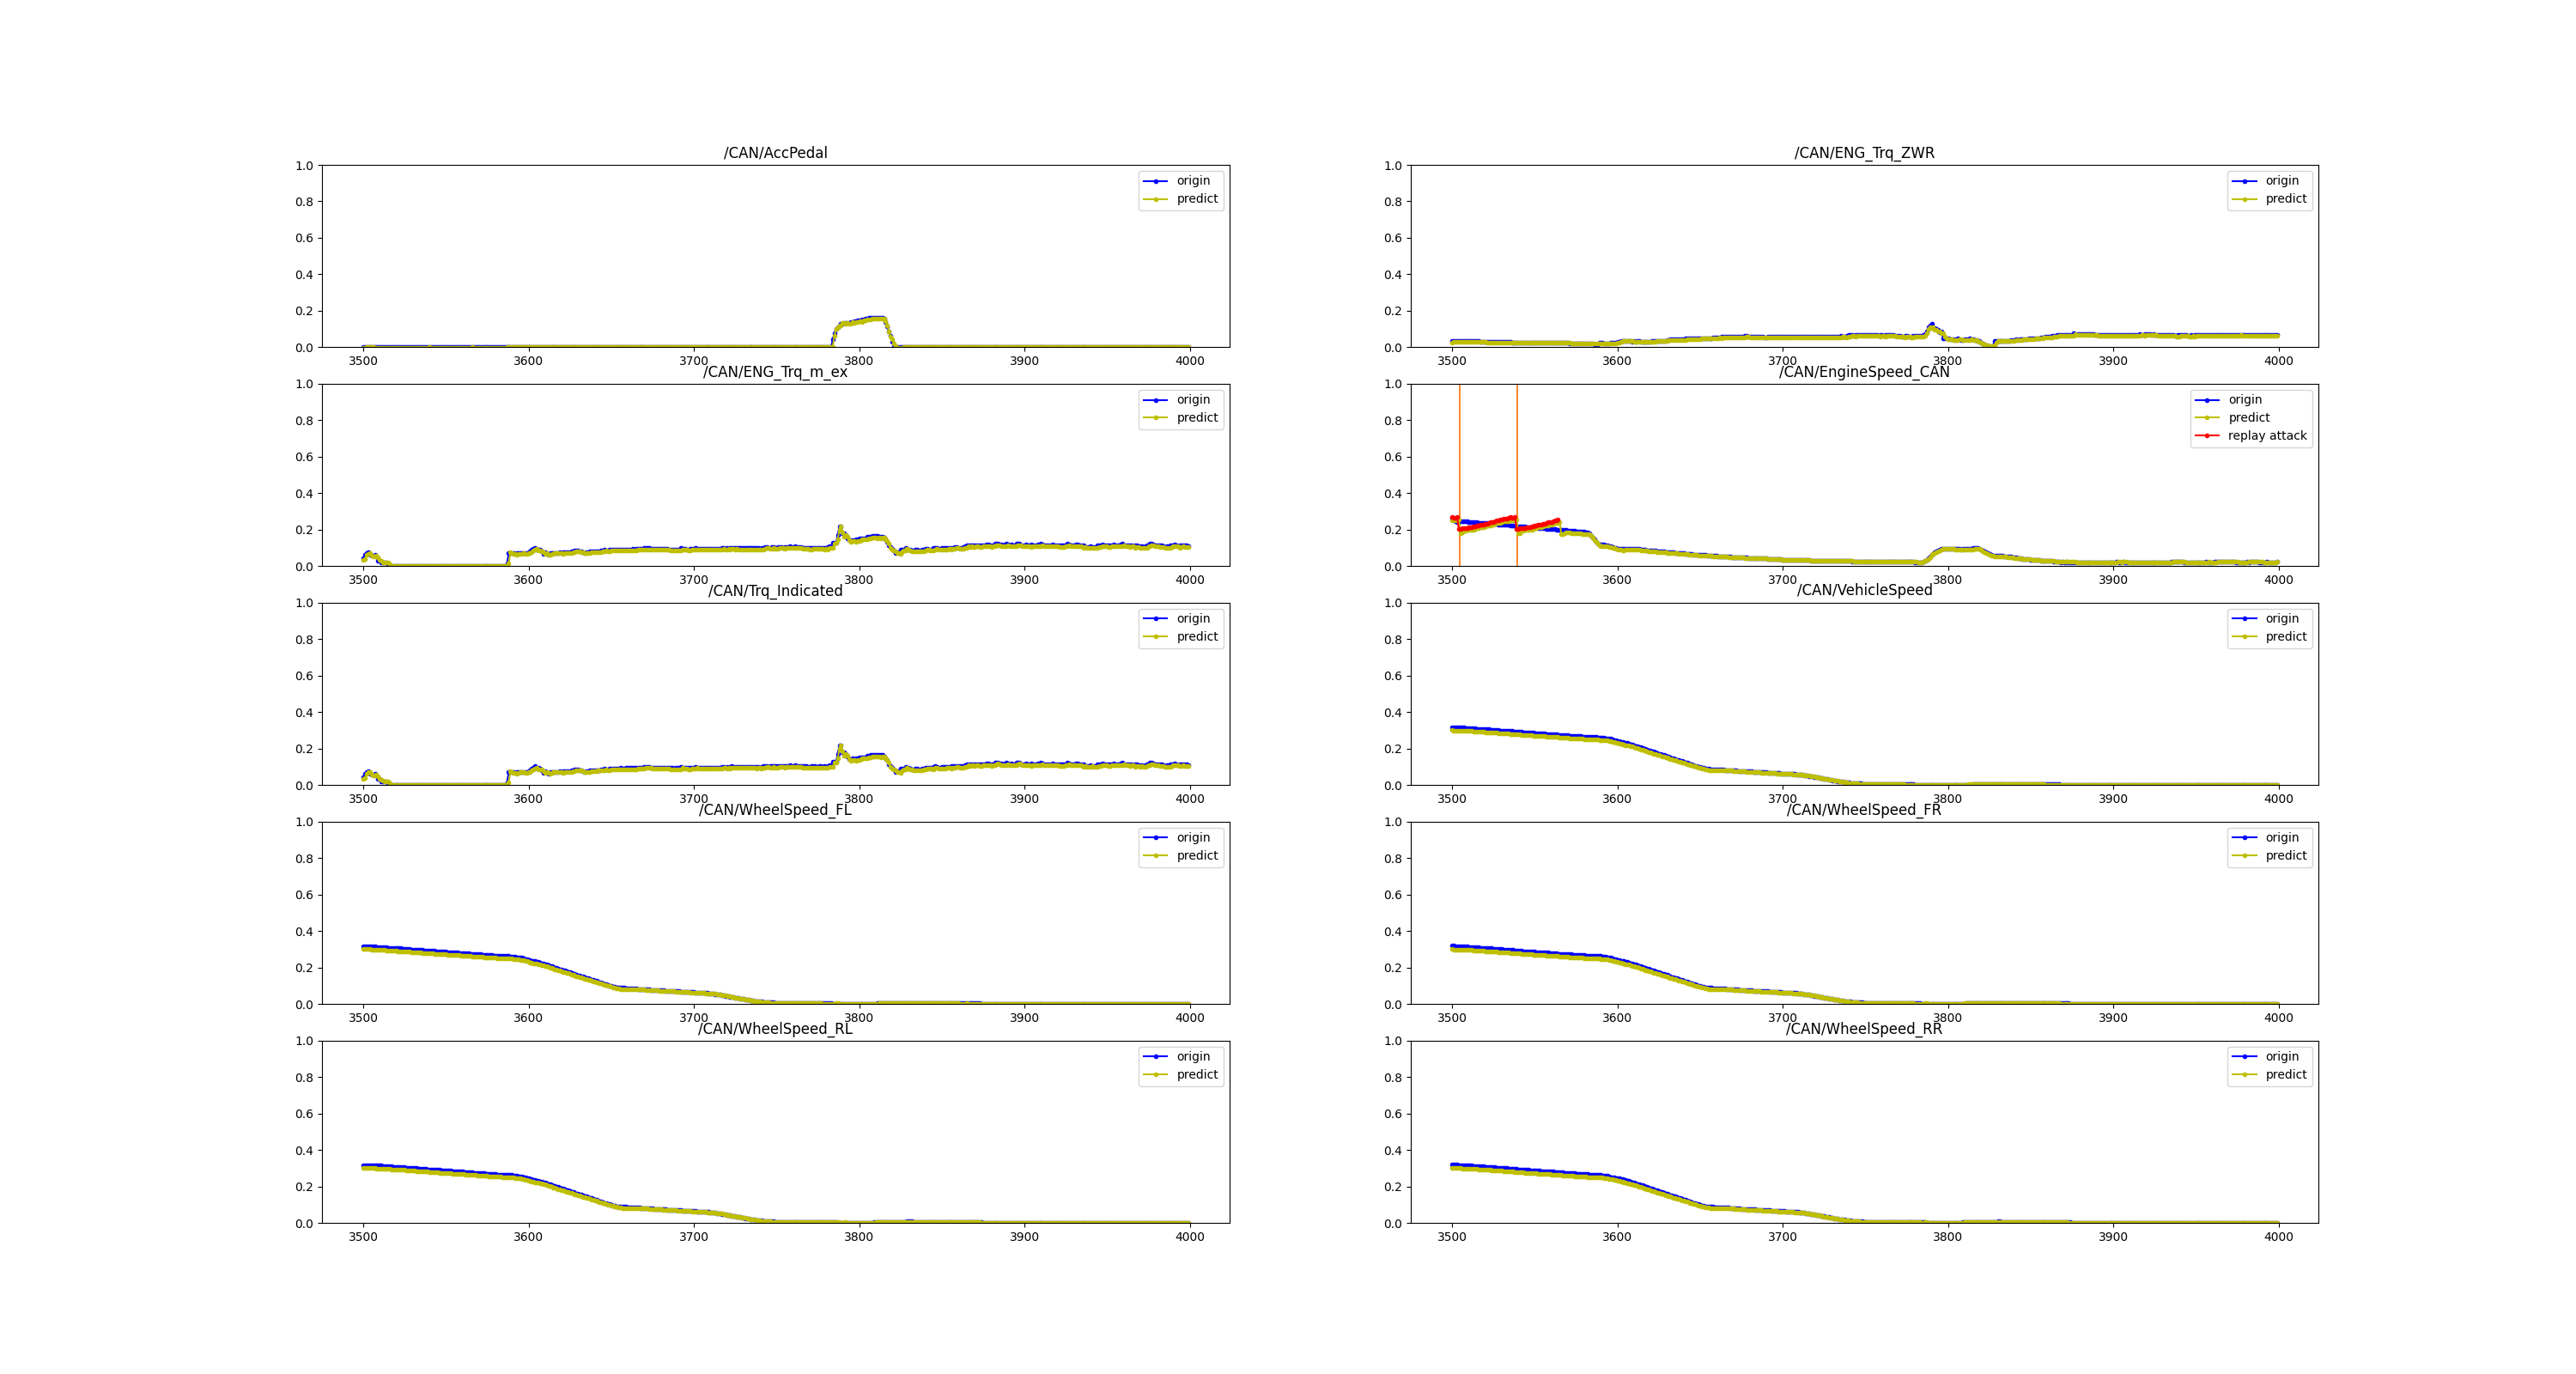 /CAN/AccPedal
1.0
0.8
0.6
0.4
0.2
0.0
3500 3600 3700 3800 3900 4000
origin
predict
/CAN/ENG_Trq_ZWR
1.0
0.8
0.6
0.4
0.2
0.0
3500 3600 3700 3800 3900 4000
origin
predict
/CAN/ENG_Trq_m_ex
1.0
0.8
0.6
0.4
0.2
0.0
3500 3600 3700 3800 3900 4000
origin
predict
/CAN/EngineSpeed_CAN
1.0
0.8
0.6
0.4
0.2
0.0
3500 3600 3700 3800 3900 4000
origin
predict
replay attack
/CAN/Trq_Indicated
1.0
0.8
0.6
0.4
0.2
0.0
3500 3600 3700 3800 3900 4000
origin
predict
/CAN/VehicleSpeed
1.0
0.8
0.6
0.4
0.2
0.0
3500 3600 3700 3800 3900 4000
origin
predict
/CAN/WheelSpeed_FL
1.0
0.8
0.6
0.4
0.2
0.0
3500 3600 3700 3800 3900 4000
origin
predict
/CAN/WheelSpeed_FR
1.0
0.8
0.6
0.4
0.2
0.0
3500 3600 3700 3800 3900 4000
origin
predict
/CAN/WheelSpeed_RL
1.0
0.8
0.6
0.4
0.2
0.0
3500 3600 3700 3800 3900 4000
origin
predict
/CAN/WheelSpeed_RR
1.0
0.8
0.6
0.4
0.2
0.0
3500 3600 3700 3800 3900 4000
origin
predict